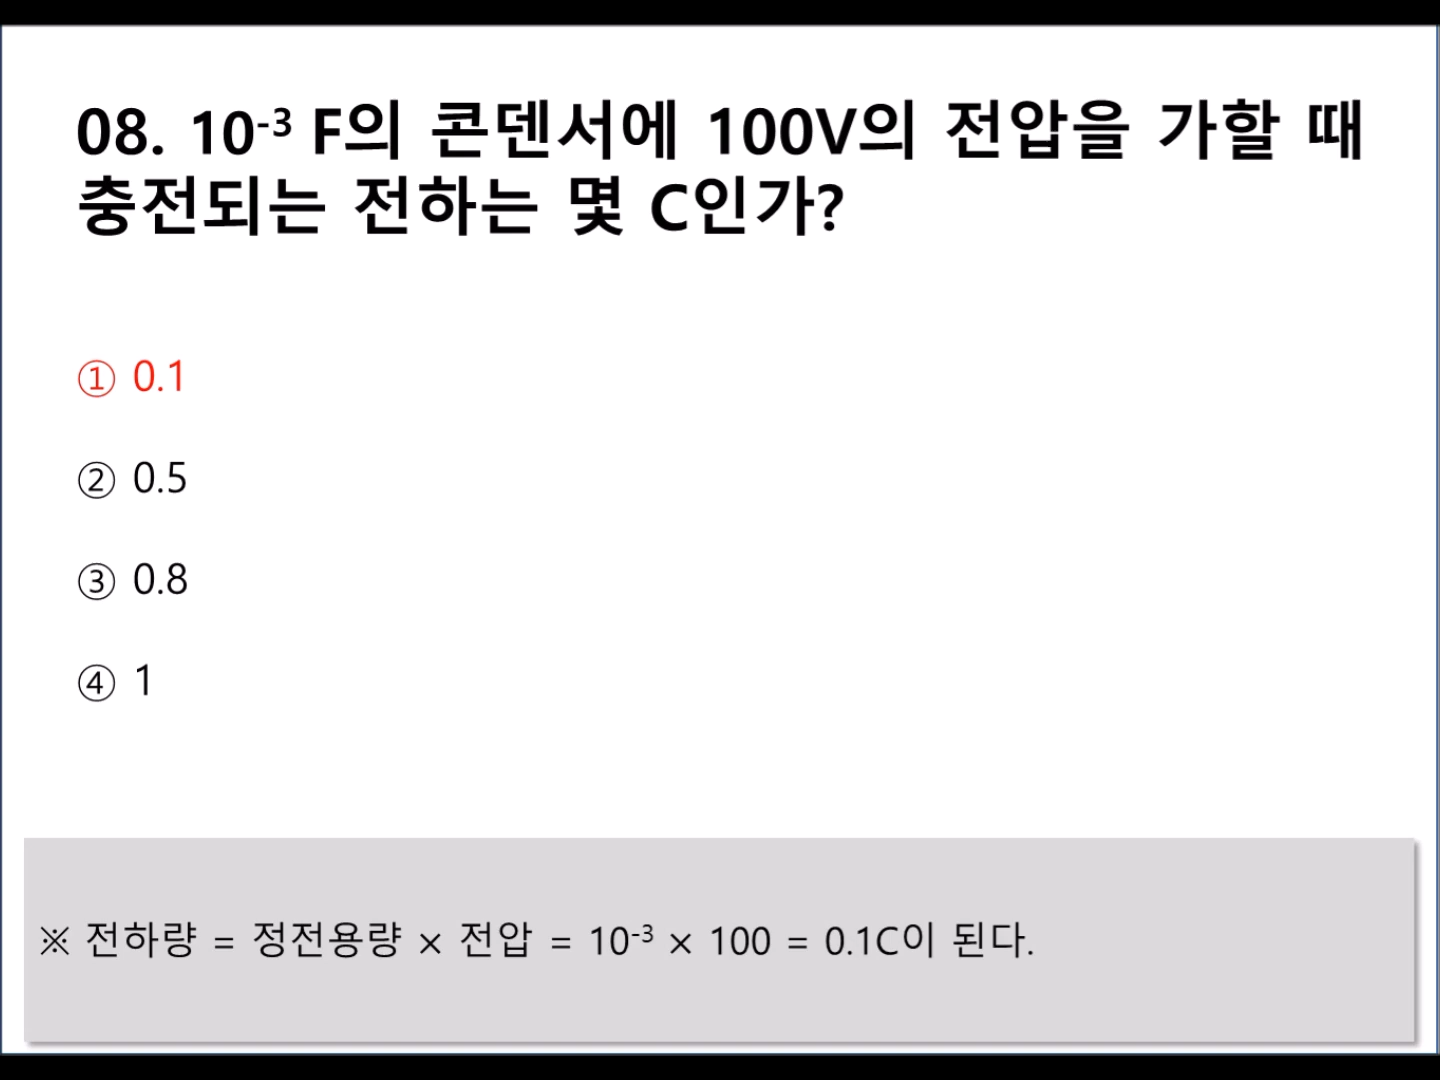 08. 10⁻³ F의 콘덴서에 100V의 전압을 가할 때
충전되는 전하는 몇 C인가?
① 0.1
② 0.5
③ 0.8
④ 1
※ 전하량 = 정전용량 × 전압 = 10⁻³ × 100 = 0.1C이 된다.